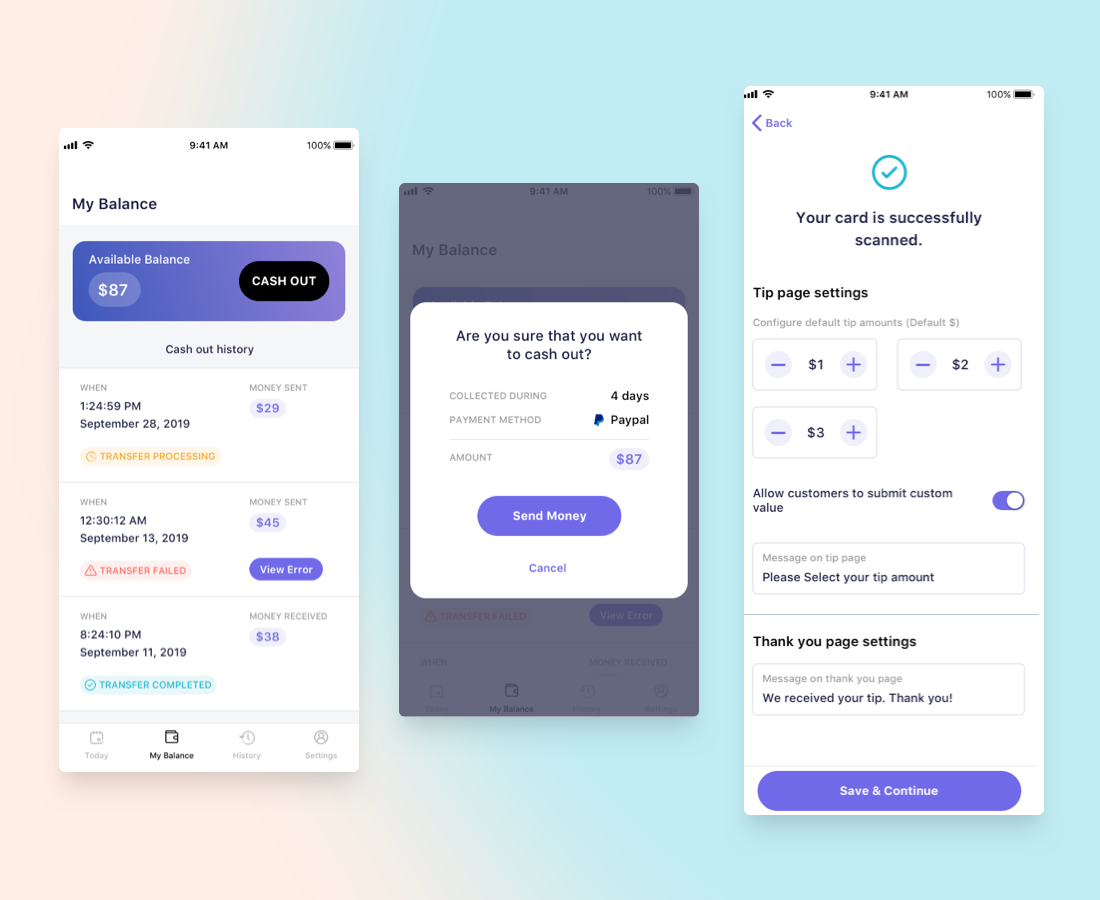 9:41 AM
100%
My Balance
Available Balance
$87
CASH OUT
Cash out history
WHEN
MONEY SENT
1:24:59 PM
$29
September 28, 2019
TRANSFER PROCESSING
WHEN
MONEY SENT
12:30:12 AM
$45
September 13, 2019
TRANSFER FAILED
View Error
WHEN
MONEY RECEIVED
8:24:10 PM
$38
September 11, 2019
TRANSFER COMPLETED
Today
My Balance
History
Settings
9:41 AM
100%
My Balance
Are you sure that you want
to cash out?
COLLECTED DURING
4 days
PAYMENT METHOD
Paypal
AMOUNT
$87
Send Money
Cancel
TRANSFER FAILED
View Error
WHEN
MONEY RECEIVED
Today
My Balance
History
Settings
9:41 AM
100%
Back
Your card is successfully
scanned.
Tip page settings
Configure default tip amounts (Default $)
$1
$2
$3
Allow customers to submit custom
value
Message on tip page
Please Select your tip amount
Thank you page settings
Message on thank you page
We received your tip. Thank you!
Save & Continue